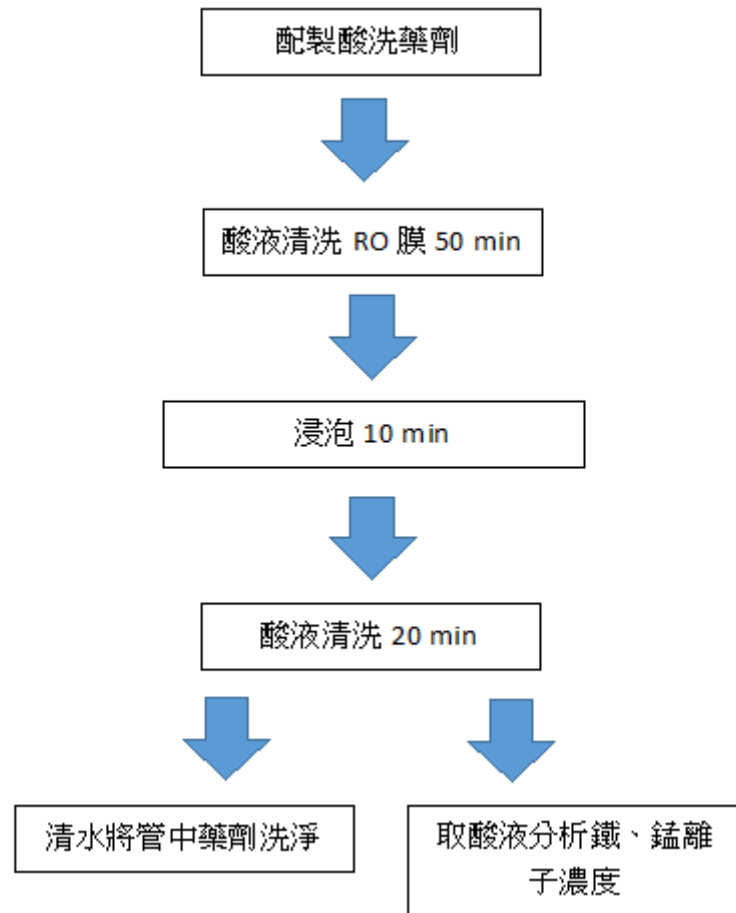 配製酸洗藥劑
酸液清洗 RO 膜 50 min
浸泡 10 min
酸液清洗 20 min
清水將管中藥劑洗淨
取酸液分析鐵、錳離
子濃度